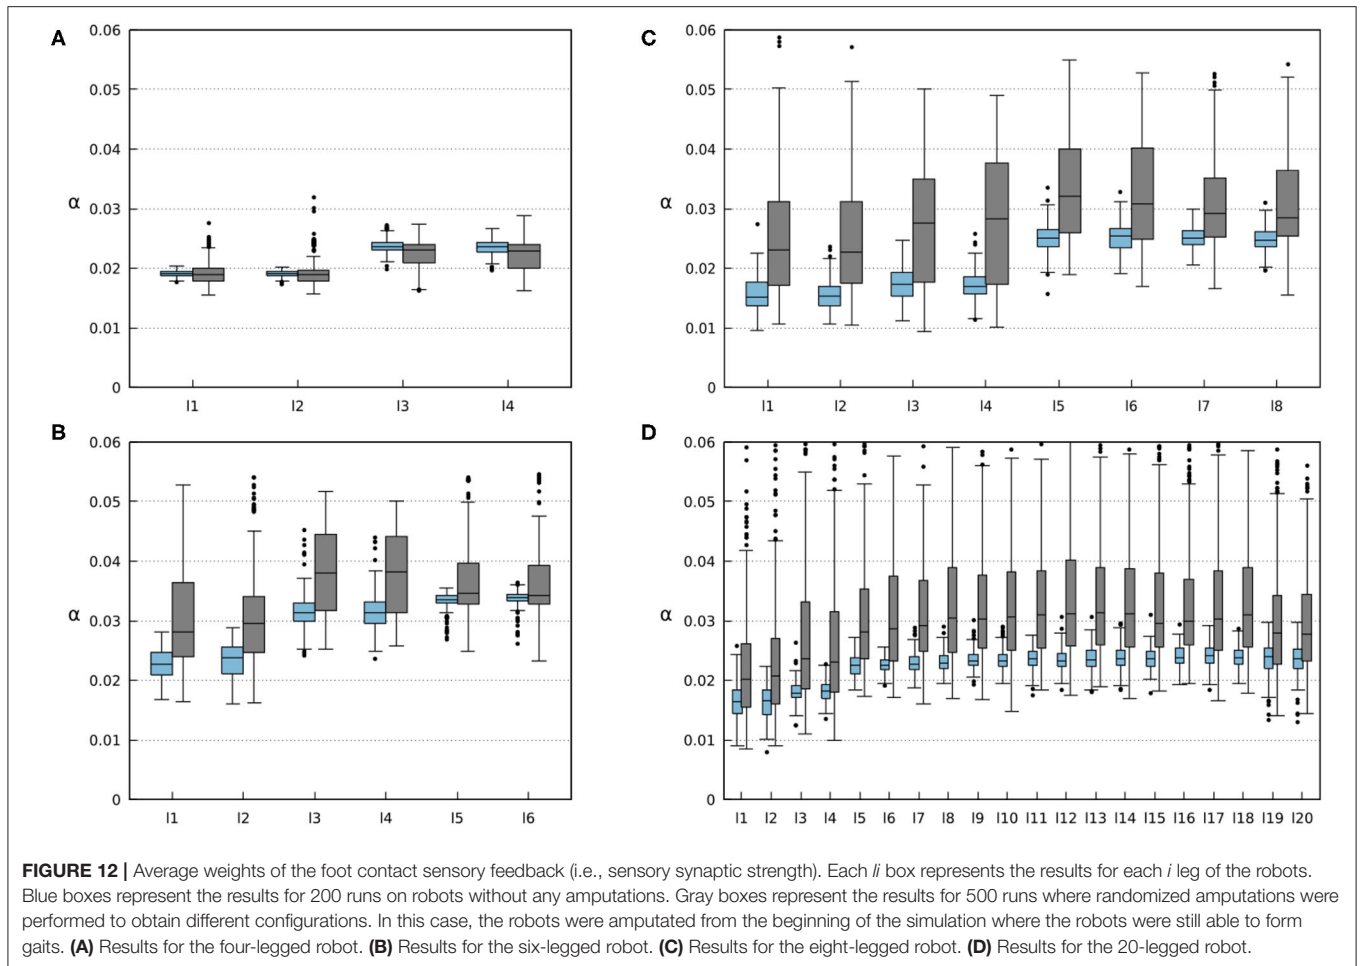 A
0.06
0.05
0.04
0.03
0.02
0.01
0
α
l1 l2 l3 l4
C
0.06
0.05
0.04
0.03
0.02
0.01
0
α
l1 l2 l3 l4 l5 l6 l7 l8
B
0.06
0.05
0.04
0.03
0.02
0.01
0
α
l1 l2 l3 l4 l5 l6
D
0.06
0.05
0.04
0.03
0.02
0.01
0
α
l1 l2 l3 l4 l5 l6 l7 l8 l9 l10 l11 l12 l13 l14 l15 l16 l17 l18 l19 l20
FIGURE 12 | Average weights of the foot contact sensory feedback (i.e., sensory synaptic strength). Each li box represents the results for each i leg of the robots.
Blue boxes represent the results for 200 runs on robots without any amputations. Gray boxes represent the results for 500 runs where randomized amputations were
performed to obtain different configurations. In this case, the robots were amputated from the beginning of the simulation where the robots were still able to form
gaits. (A) Results for the four-legged robot. (B) Results for the six-legged robot. (C) Results for the eight-legged robot. (D) Results for the 20-legged robot.